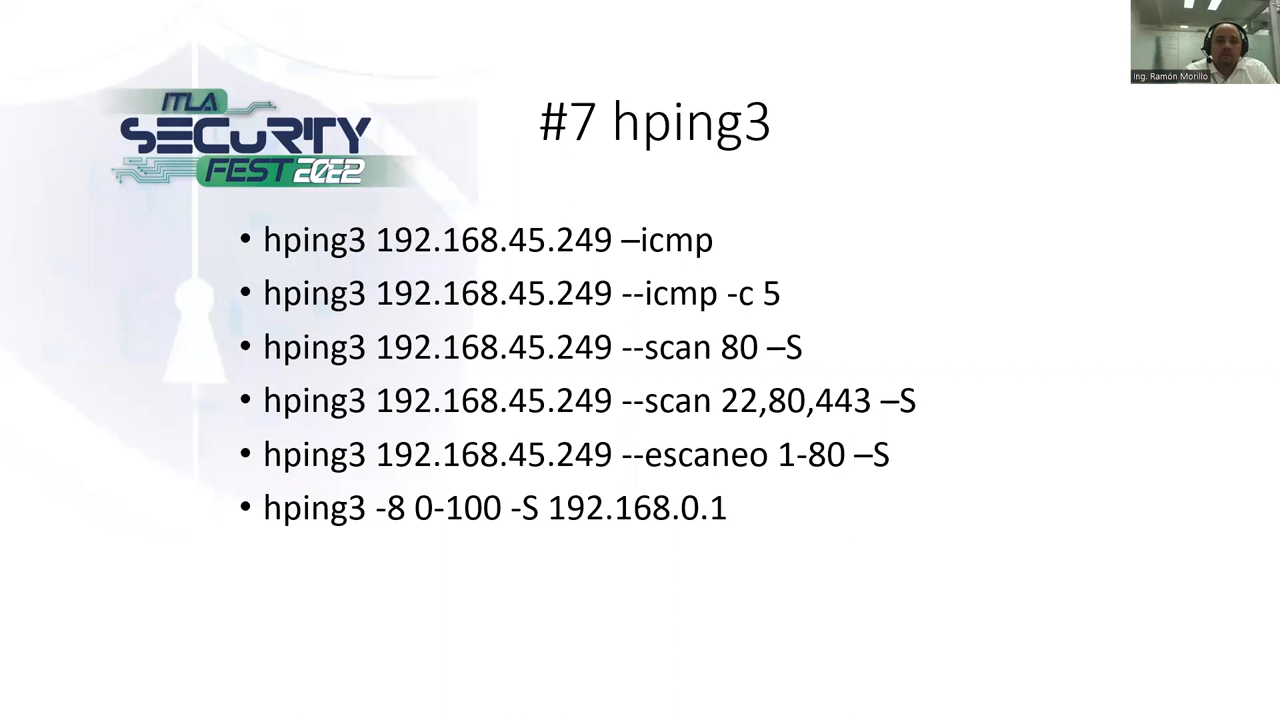 ITLA
SECURITY
FEST 2022
#7 hping3
Ing. Ramón Morillo
• hping3 192.168.45.249 –icmp
• hping3 192.168.45.249 --icmp -c 5
• hping3 192.168.45.249 --scan 80 –S
• hping3 192.168.45.249 --scan 22,80,443 –S
• hping3 192.168.45.249 --escaneo 1-80 –S
• hping3 -8 0-100 -S 192.168.0.1